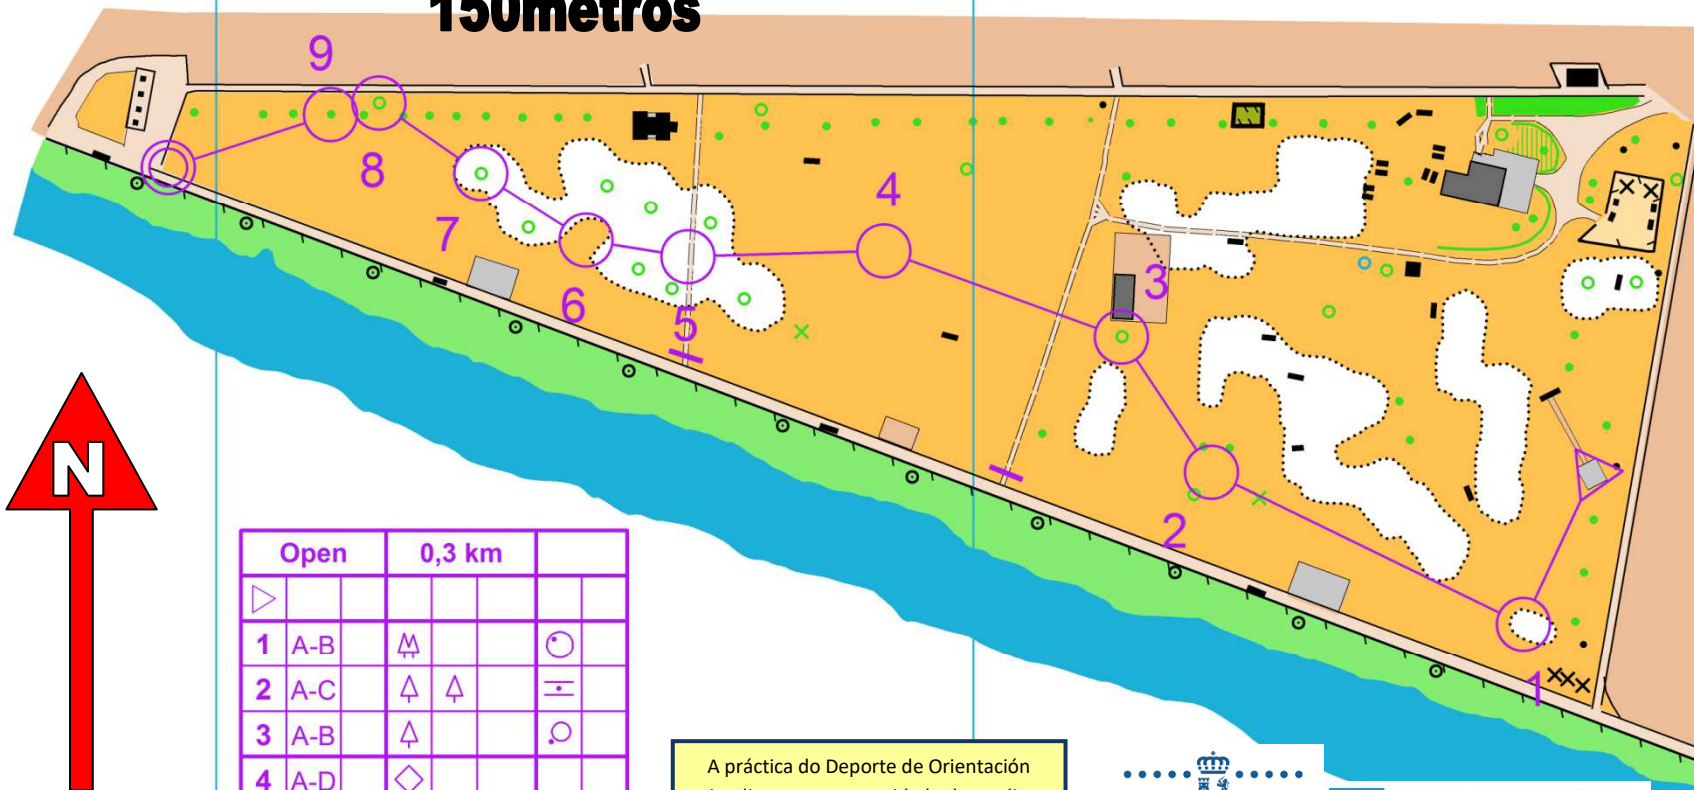 150metros
9
8
7
6
5
4
3
2
1
N
Open 0,3 km
1 A-B
2 A-C
3 A-B
4 A-D
A práctica do Deporte de Orientación